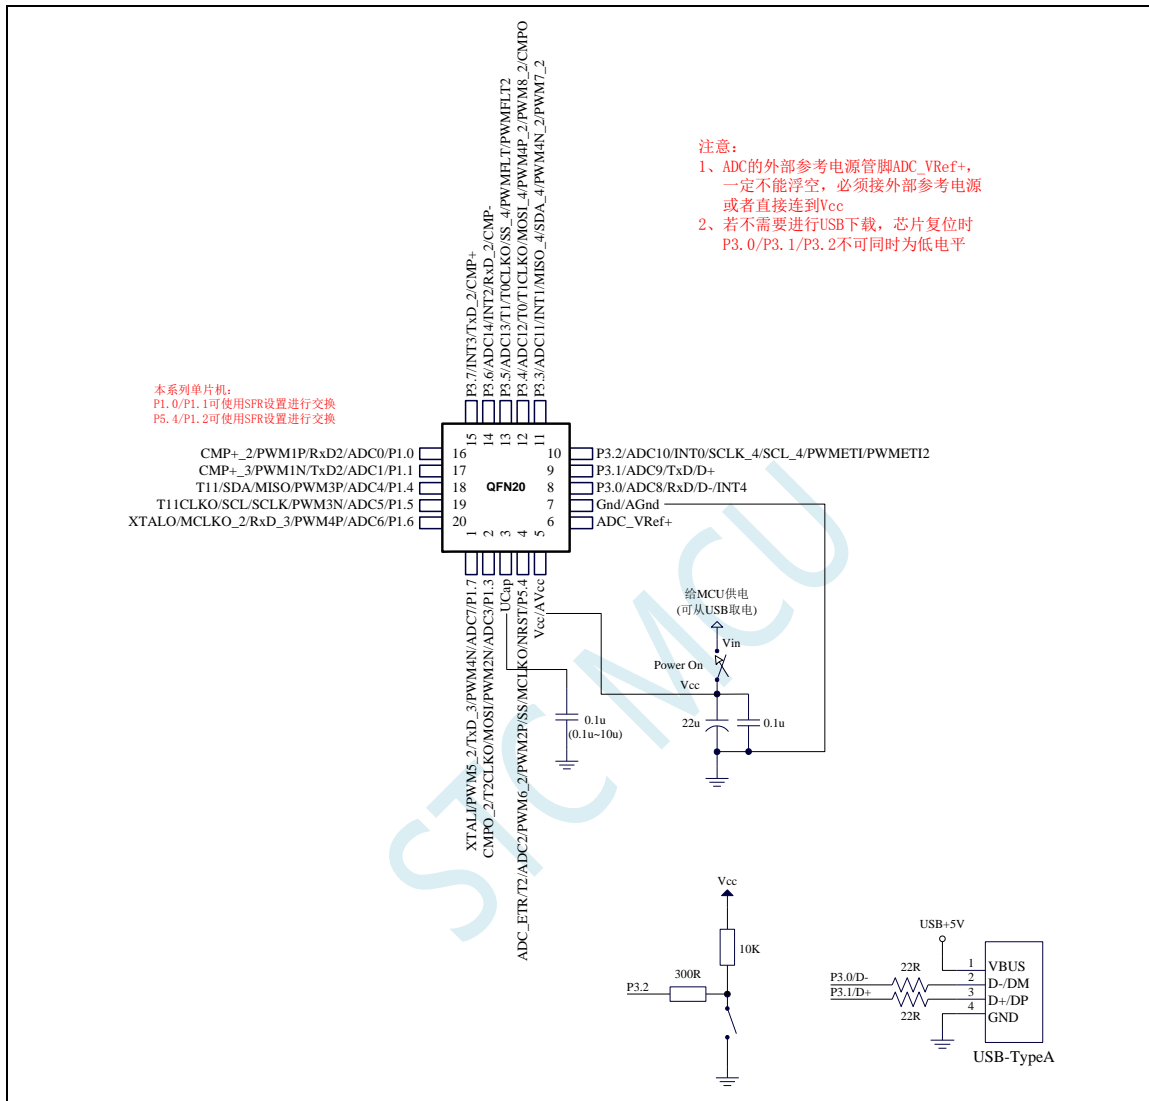 P3.7/INT3/TxD_2/CMP+
P3.6/ADC14/INT2/RxD_2/CMP-
P3.5/ADC13/T1/T0CLKO/SS_4/PWMFLT/PWMFLT2
P3.4/ADC12/T0/T1CLKO/MOSI_4/PWM4P_2/PWM8_2/CMPO
P3.3/ADC11/INT1/MISO_4/SDA_4/PWM4N_2/PWM7_2
注意：
1、ADC的外部参考电源管脚ADC_VRef+，
一定不能浮空，必须接外部参考电源
或者直接连到Vcc
2、若不需要进行USB下载，芯片复位时
P3.0/P3.1/P3.2不可同时为低电平
本系列单片机：
P1.0/P1.1可使用SFR设置进行交换
P5.4/P1.2可使用SFR设置进行交换
15 14 13 12 11
CMP+_2/PWM1P/RxD2/ADC0/P1.0 16
CMP+_3/PWM1N/TxD2/ADC1/P1.1 17
T11/SDA/MISO/PWM3P/ADC4/P1.4 18
T11CLKO/SCL/SCLK/PWM3N/ADC5/P1.5 19
XTALO/MCLKO_2/RxD_3/PWM4P/ADC6/P1.6 20
QFN20
10 P3.2/ADC10/INT0/SCLK_4/SCL_4/PWMETI/PWMETI2
9 P3.1/ADC9/TxD/D+
8 P3.0/ADC8/RxD/D-/INT4
7 Gnd/AGnd
6 ADC_VRef+
1 2 3 4 5
XTALI/PWM5_2/TxD_3/PWM4N/ADC7/P1.7
CMPO_2/T2CLKO/MOSI/PWM2N/ADC3/P1.3
UCap
ADC_ETR/T2/ADC2/PWM6_2/PWM2P/SS/MCLKO/NRST/P5.4
Vcc/AVcc
给MCU供电
(可从USB取电)
Vin
Power On
Vcc
22u
0.1u
0.1u
(0.1u~10u)
STC MCU
Vcc
10K
300R
P3.2
USB+5V
P3.0/D-
P3.1/D+
22R
22R
1 VBUS
2 D-/DM
3 D+/DP
4 GND
USB-TypeA